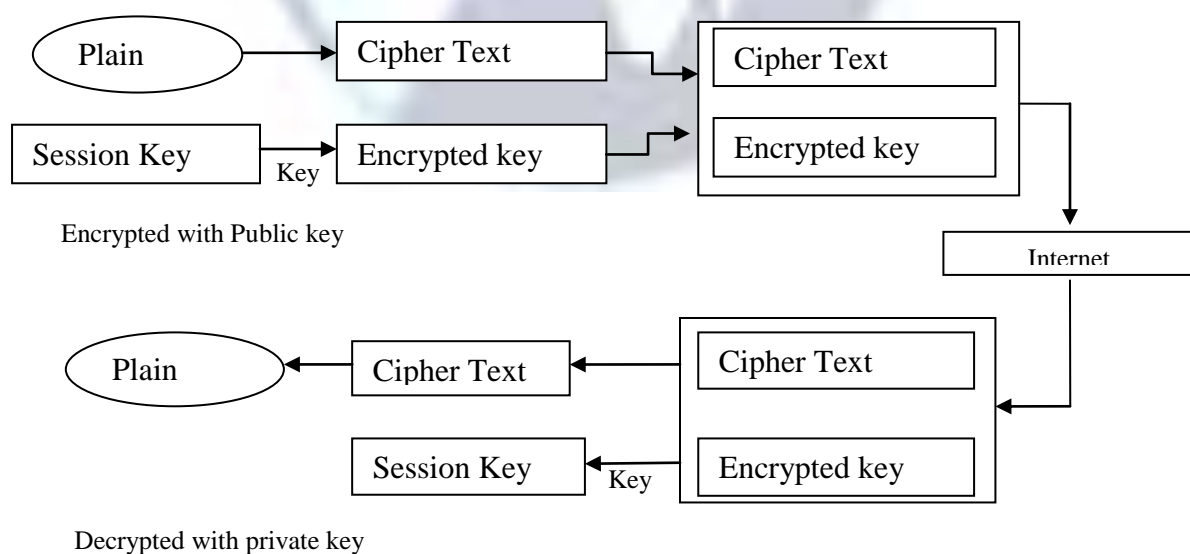 Plain
Cipher Text
Cipher Text
Session Key
Key
Encrypted key
Encrypted key
Encrypted with Public key
Internet
Plain
Cipher Text
Cipher Text
Session Key
Key
Encrypted key
Decrypted with private key